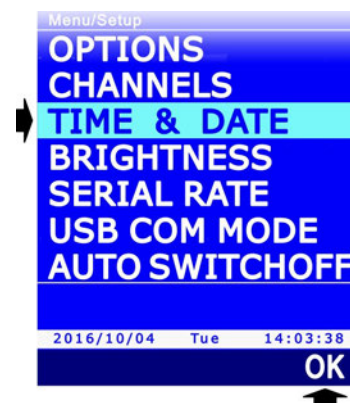 Menu/Setup
OPTIONS
CHANNELS
TIME & DATE
BRIGHTNESS
SERIAL RATE
USB COM MODE
AUTO SWITCHOFF
2016/10/04 Tue 14:03:38
OK